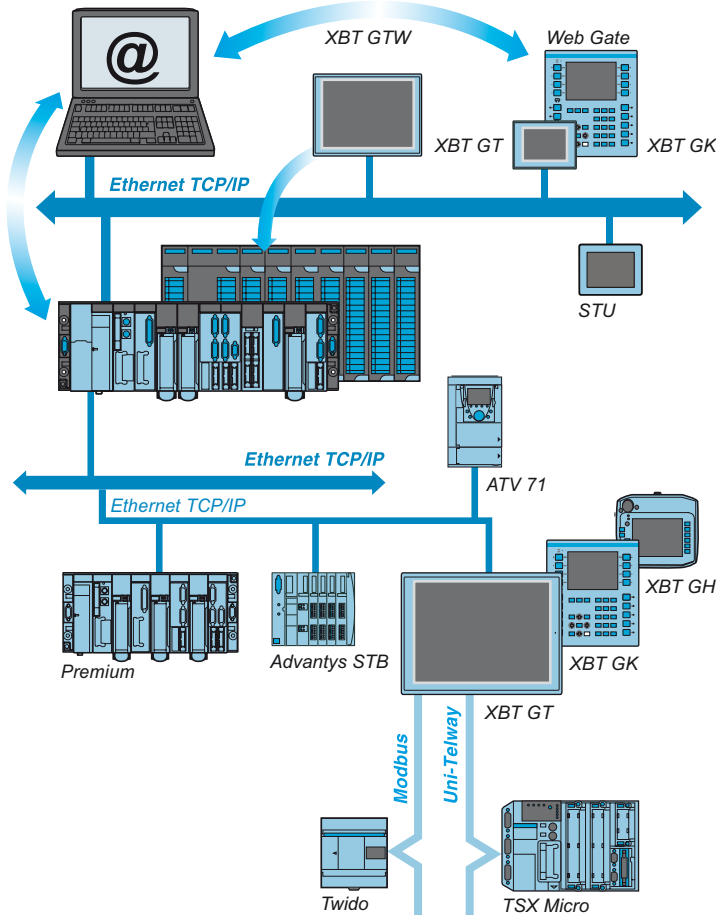 @
XBT GTW
Web Gate
XBT GT
XBT GK
Ethernet TCP/IP
STU
Ethernet TCP/IP
ATV 71
Ethernet TCP/IP
XBT GH
Premium
Advantys STB
XBT GK
XBT GT
Modbus
Uni-Telway
Twido
TSX Micro